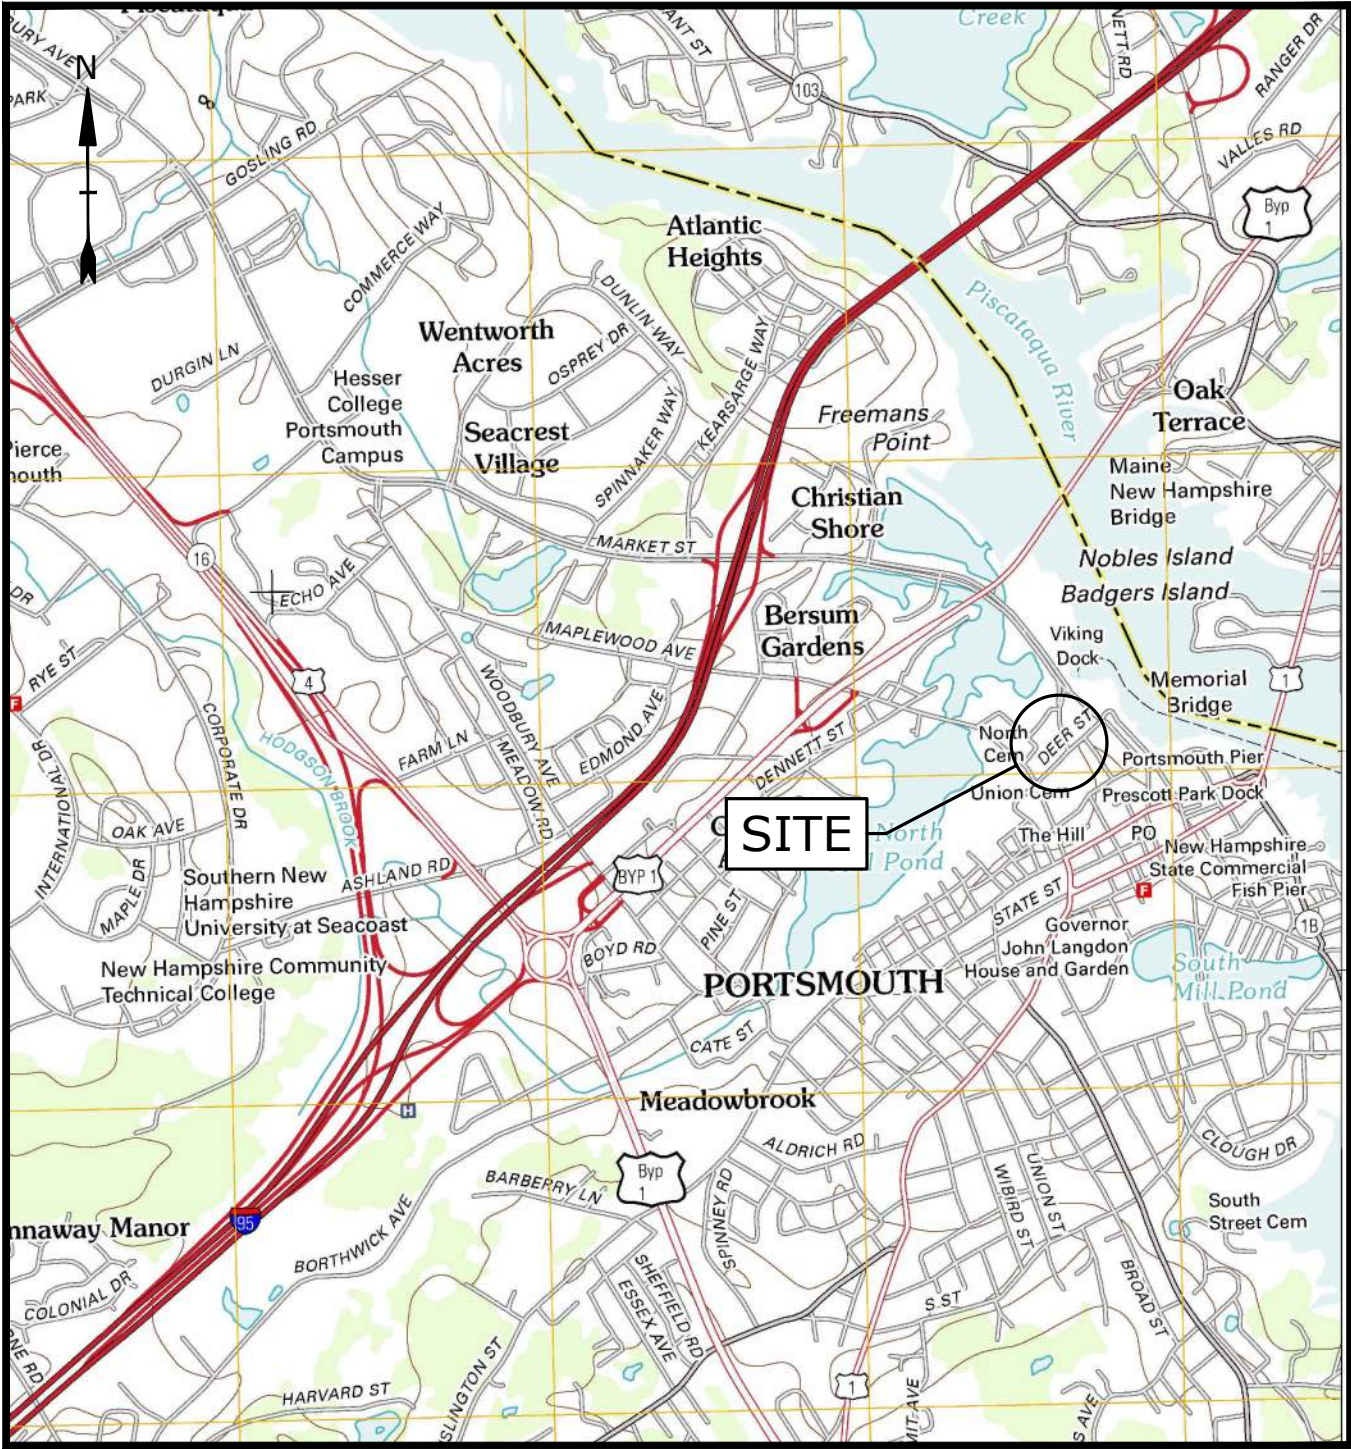 Creek
N
PARK
GOSLING RD
103
RANGER DR
VALLES RD
Byp
1
COMMERCE WAY
Atlantic
Heights
Piscataqua River
DUNLIN WAY
Wentworth
Acres
OSPREY DR
KEARSARGE WAY
DURGIN LN
Hesser
College
Portsmouth
Campus
Freemans
Point
Oak
Terrace
Seacrest
Village
SPINNAKER WAY
Maine
New Hampshire
Bridge
Christian
Shore
MARKET ST
16
ECHO AVE
Nobles Island
Badgers Island
MAPLEWOOD AVE
Bersum
Gardens
Viking
Dock
RYE ST
F
4
WOODBURY AVE
Memorial
Bridge
1
CORPORATE DR
HODGSON BROOK
FARM LN
MEADOW RD
EDMOND AVE
DENNETT ST
North
Cem
DEER ST
Portsmouth Pier
INTERNATIONAL DR
Union Cem
Prescott Park Dock
OAK AVE
SITE
North
Pond
The Hill
PO
New Hampshire
State Commercial
Fish Pier
MAPLE DR
ASHLAND RD
BYP 1
Southern New
Hampshire
University at Seacoast
PINE ST
STATE ST
F
1B
BOYD RD
Governor
John Langdon
House and Garden
New Hampshire Community
Technical College
PORTSMOUTH
South
Mill Pond
CATE ST
H
Meadowbrook
ALDRICH RD
CLOUGH DR
BARBERRY LN
Byp
1
SPINNEY RD
WIBIRD ST
UNION ST
South
Street Cem
95
BORTHWICK AVE
COLONIAL DR
SHEFFIELD RD
ESSEX AVE
S ST
BROAD ST
HARVARD ST
1